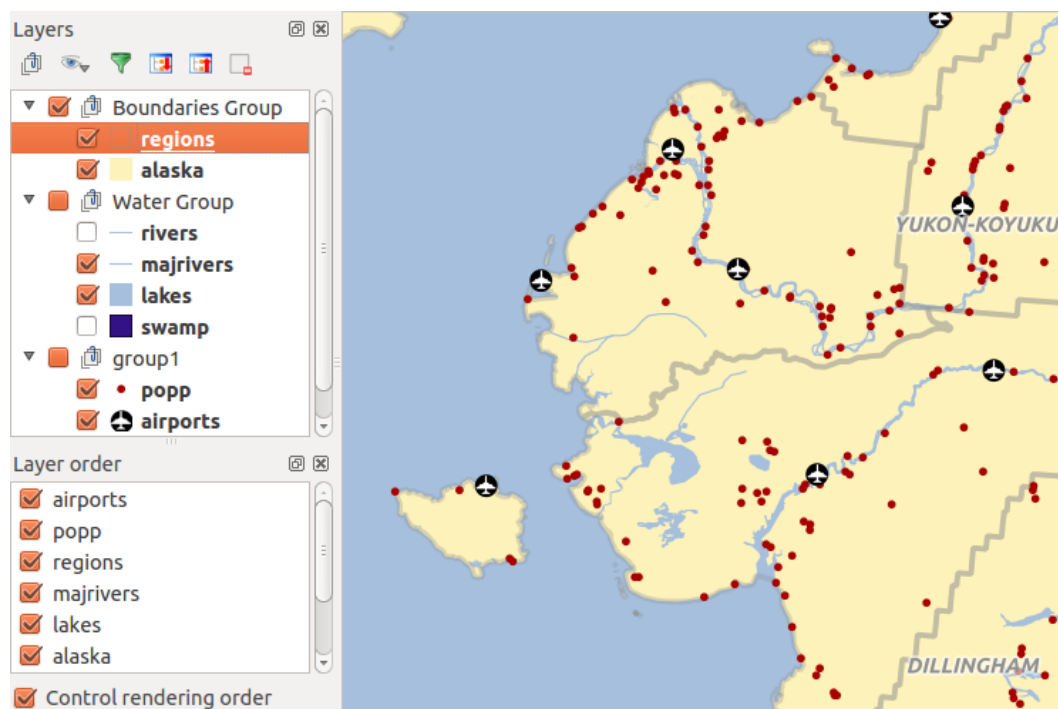 Layers
Boundaries Group
regions
alaska
Water Group
rivers
majrivers
lakes
swamp
group1
popp
airports
Layer order
airports
popp
regions
majrivers
lakes
alaska
Control rendering order
YUKON-KOYUKU
DILLINGHAM